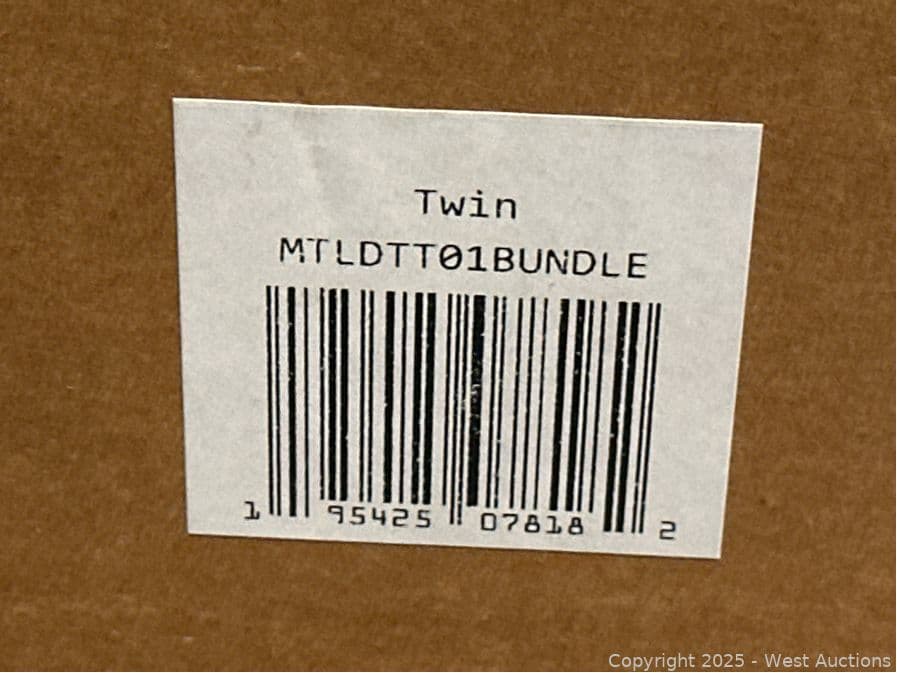 Twin
MTLDTT01BUNDLE
1 95425 07818 2
Copyright 2025 - West Auctions